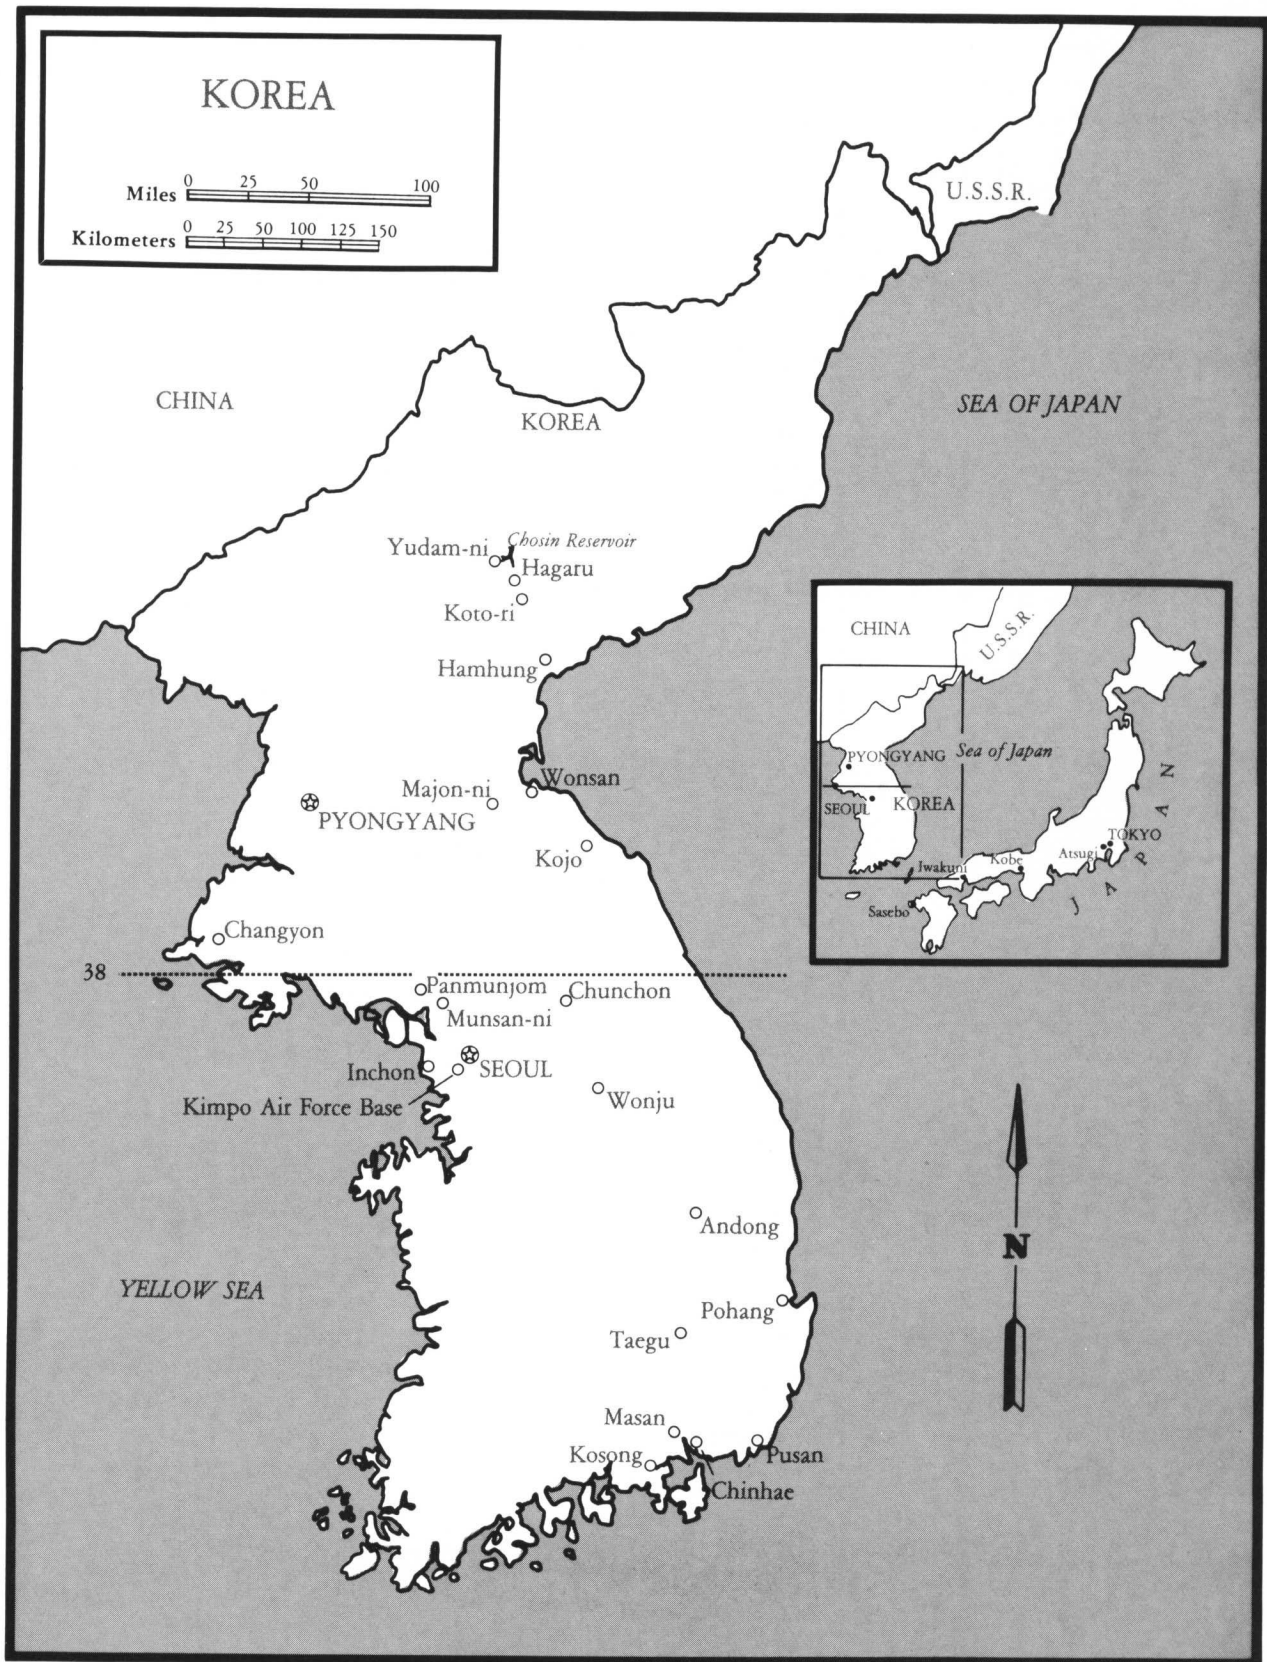 KOREA
0 25 50 100
Miles
0 25 50 100 125 150
Kilometers
U.S.S.R.
CHINA
KOREA
SEA OF JAPAN
Chosin Reservoir
Yudam-ni
Hagaru
Koto-ri
Hamhung
Wonsan
Majon-ni
PYONGYANG
Kojo
Changyon
38
Panmunjom
Chunchon
Munsan-ni
Inchon
SEOUL
Kimpo Air Force Base
Wonju
Andong
YELLOW SEA
Pohang
Taegu
Masan
Kosong
Pusan
Chinhae
N
CHINA
U.S.S.R.
PYONGYANG
Sea of Japan
SEOUL
KOREA
TOKYO
Atsugi
Kobe
Iwakuni
Sasebo
JAPAN